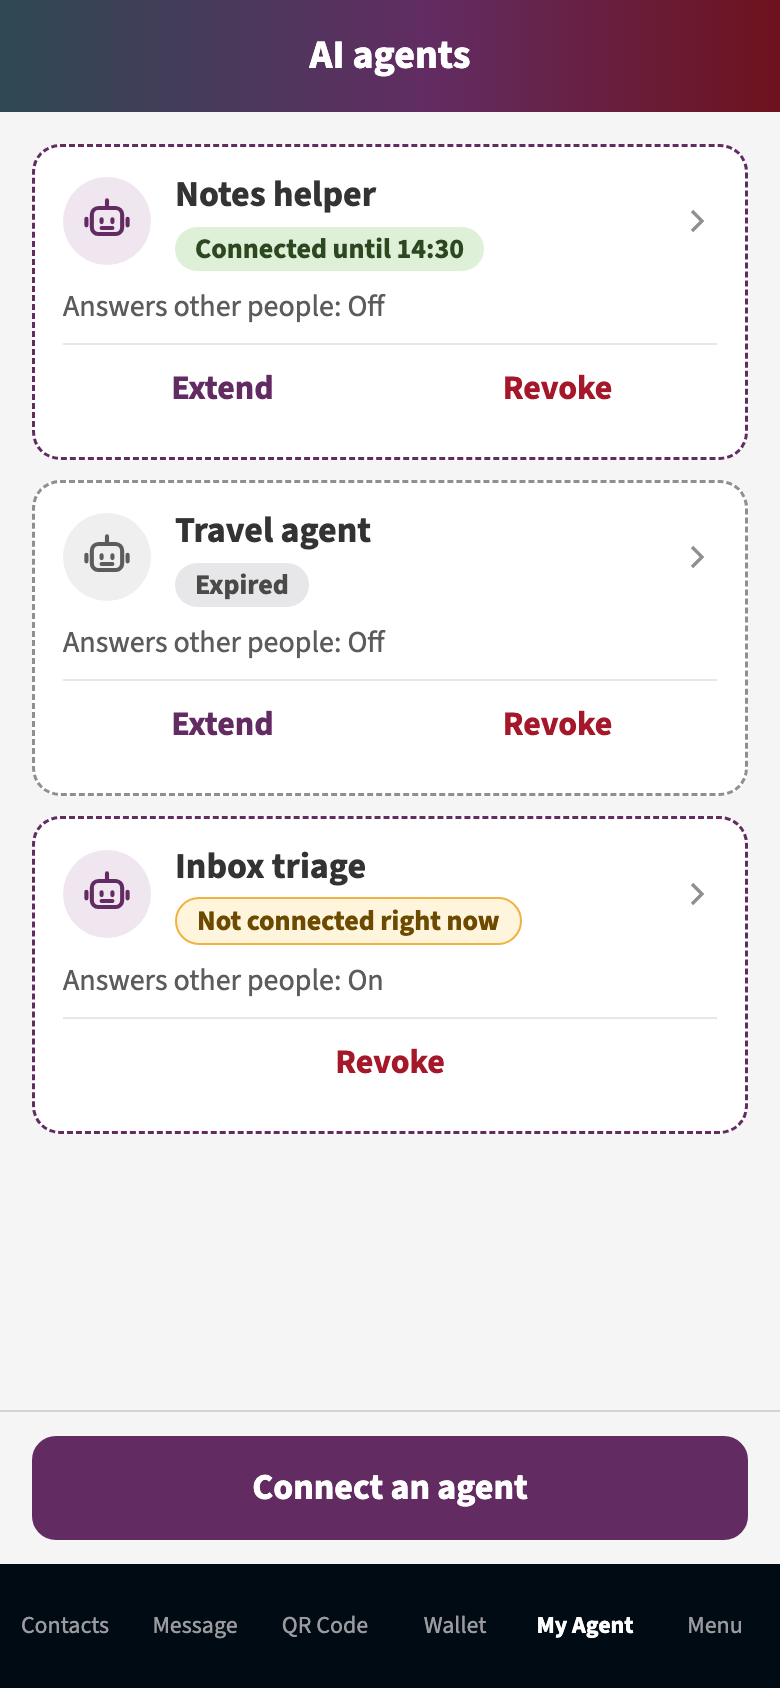 AI agents
Notes helper
Connected until 14:30
Answers other people: Off
Extend
Revoke
Travel agent
Expired
Answers other people: Off
Extend
Revoke
Inbox triage
Not connected right now
Answers other people: On
Revoke
Connect an agent
Contacts
Message
QR Code
Wallet
My Agent
Menu